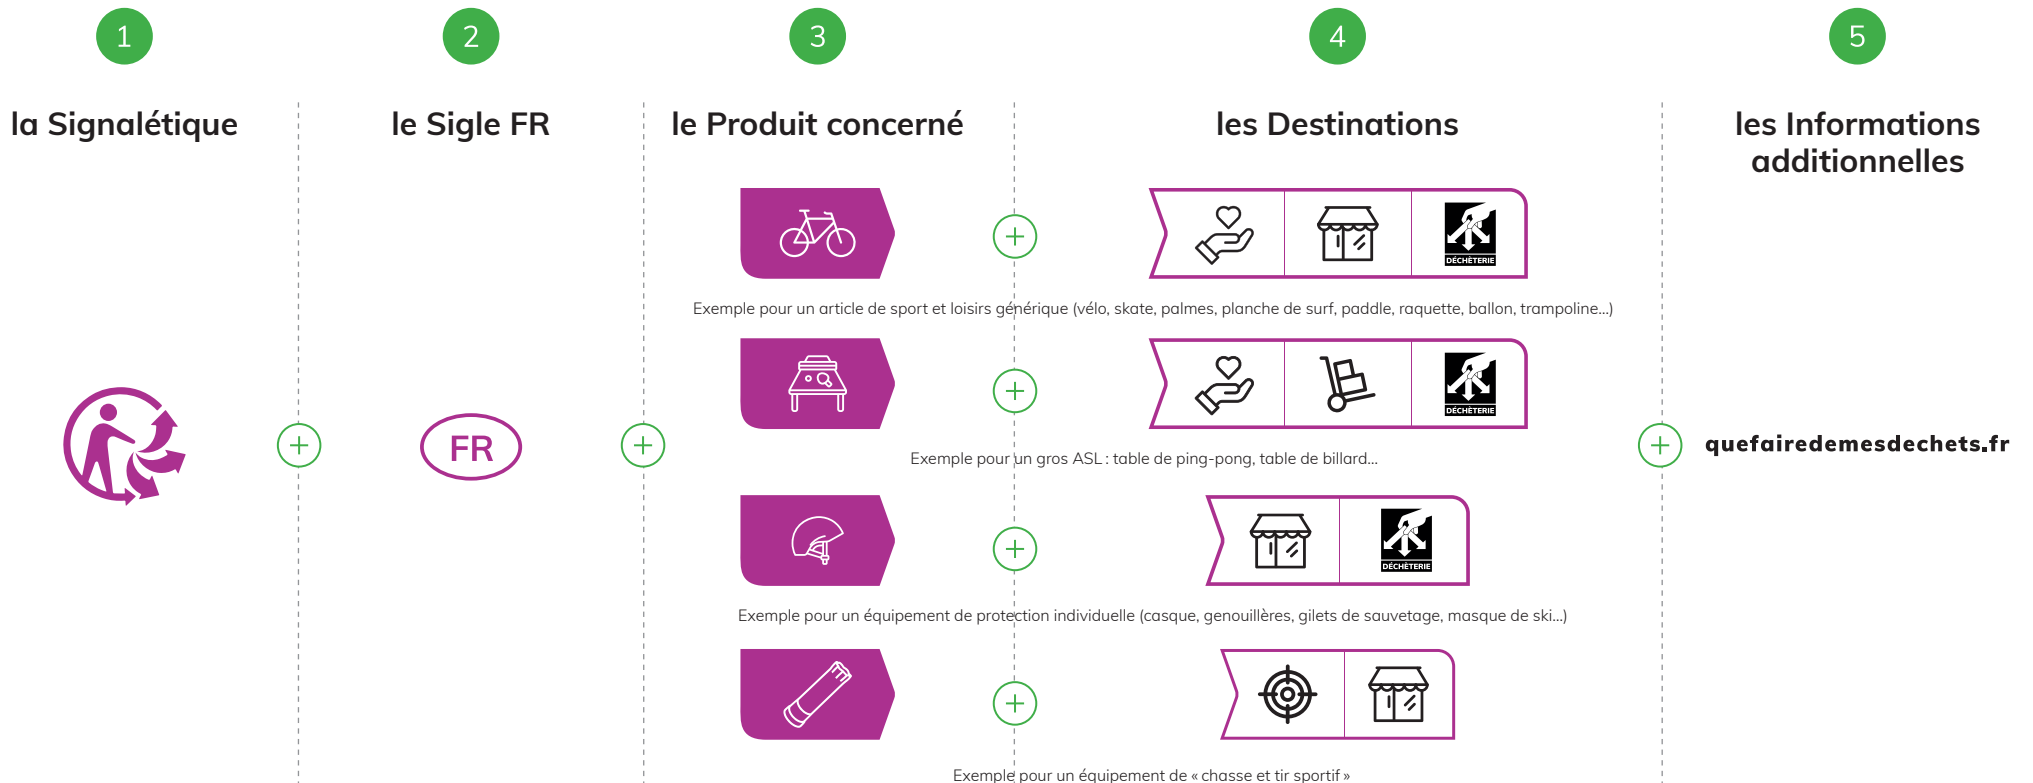 1
2
3
4
5
la Signalétique
le Sigle FR
le Produit concerné
les Destinations
les Informations
additionnelles
DÉCHÈTERIE
Exemple pour un article de sport et loisirs générique (vélo, skate, palmes, planche de surf, paddle, raquette, ballon, trampoline...)
DÉCHÈTERIE
FR
quefairedemesdechets.fr
Exemple pour un gros ASL : table de ping-pong, table de billard...
DÉCHÈTERIE
Exemple pour un équipement de protection individuelle (casque, genouillères, gilets de sauvetage, masque de ski...)
Exemple pour un équipement de « chasse et tir sportif »